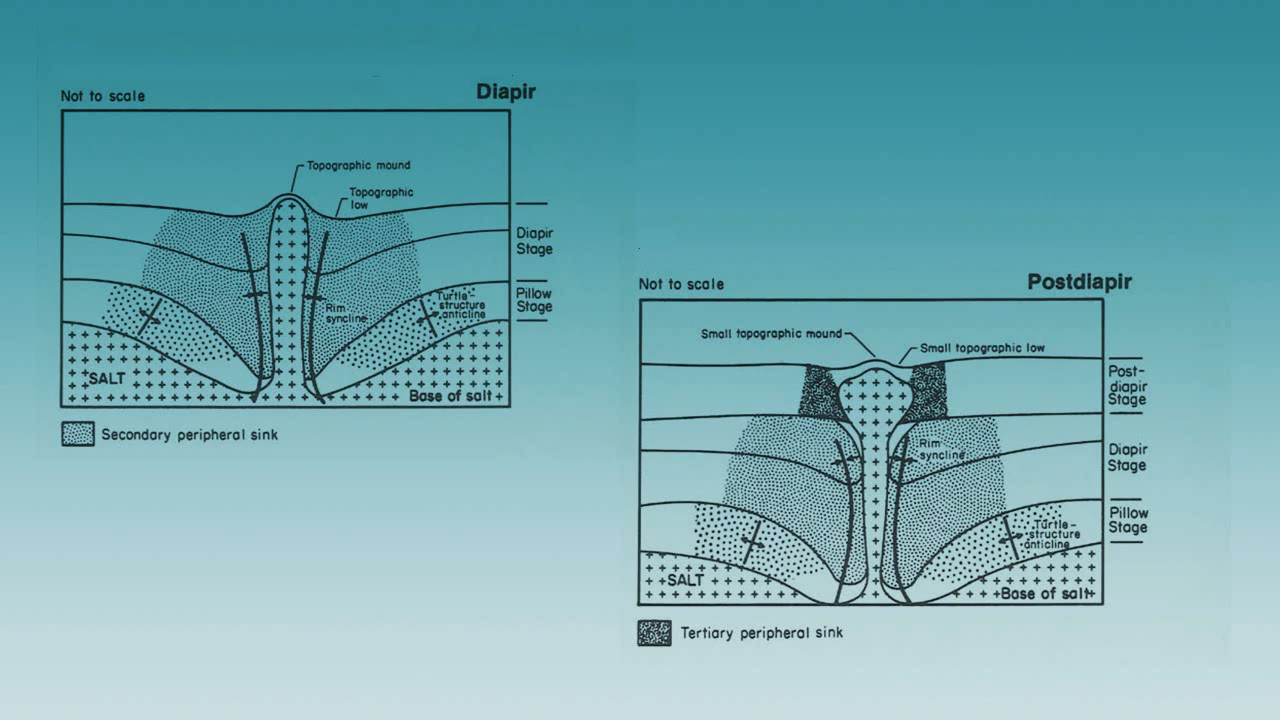 Not to scale
Diapir
Topographic mound
Topographic
low
Diapir
Stage
Pillow
Stage
Turtle-
structure
anticline
Rim
syncline
SALT
Base of salt
Secondary peripheral sink
Not to scale
Postdiapir
Small topographic mound
Small topographic low
Post-
diapir
Stage
Rim
syncline
Diapir
Stage
Pillow
Stage
Turtle-
structure
anticline
SALT
Base of salt
Tertiary peripheral sink